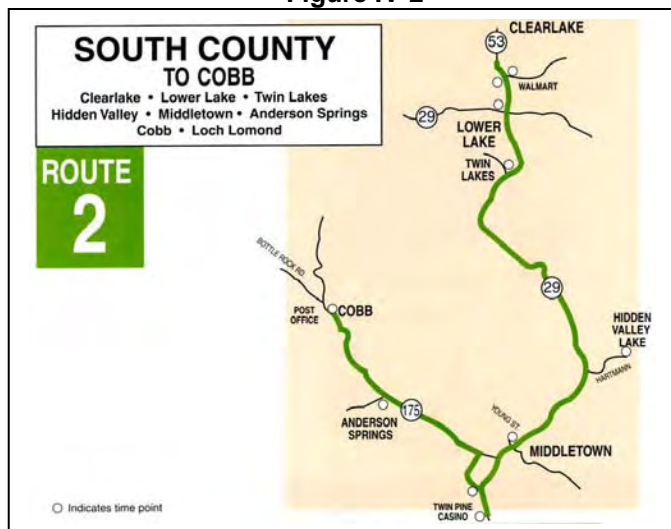 Figure IV-2
SOUTH COUNTY
TO COBB
Clearlake • Lower Lake • Twin Lakes
Hidden Valley • Middletown • Anderson Springs
Cobb • Loch Lomond
ROUTE
2
53
CLEARLAKE
WALMART
29
LOWER
LAKE
TWIN
LAKES
BOTTLE ROCK RD.
POST
OFFICE
COBB
29
HIDDEN
VALLEY
LAKE
HARTMANN
ANDERSON
SPRINGS
175
YOUNG ST.
MIDDLETOWN
TWIN PINE
CASINO
Indicates time point